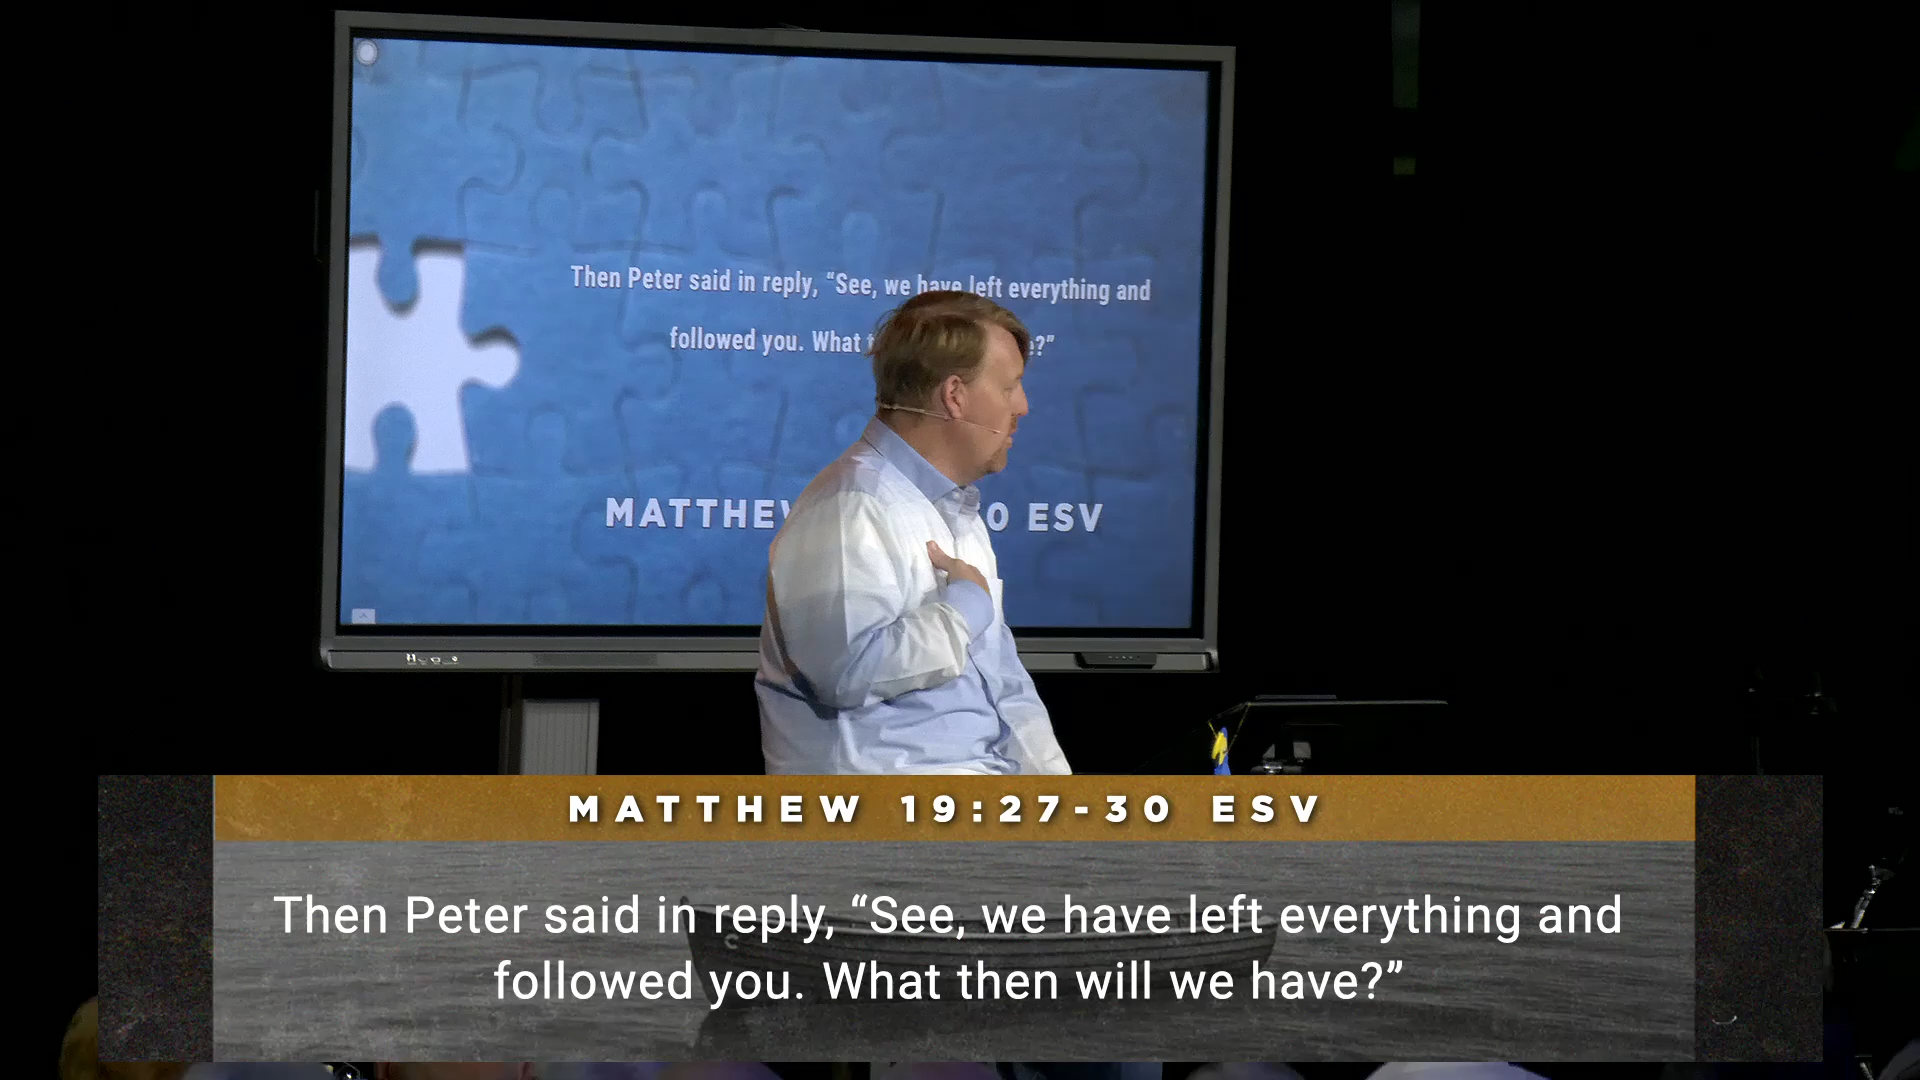 Then Peter said in reply, “See, we have left everything and
followed you. What ?”
MATTHEW ESV
MATTHEW 19:27-30 ESV
Then Peter said in reply, “See, we have left everything and
followed you. What then will we have?”